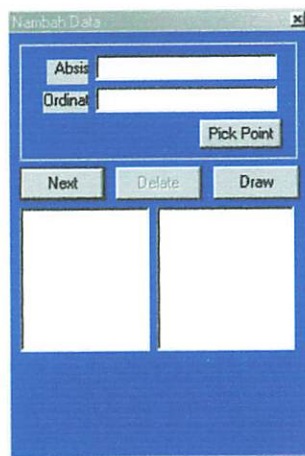 Nambah Data
Absis
Ordinat
Pick Point
Next Delete Draw